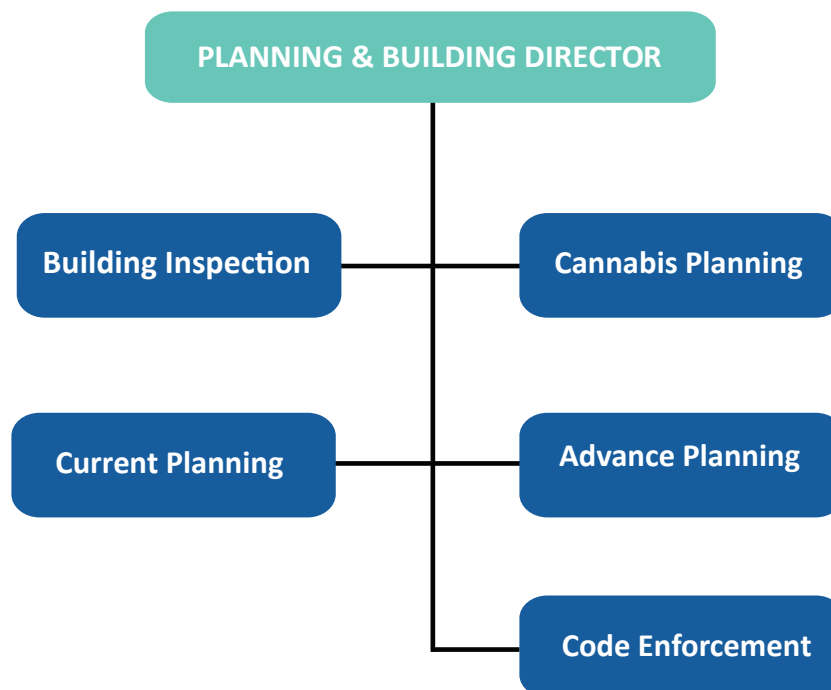 PLANNING & BUILDING DIRECTOR
Building Inspection
Cannabis Planning
Current Planning
Advance Planning
Code Enforcement